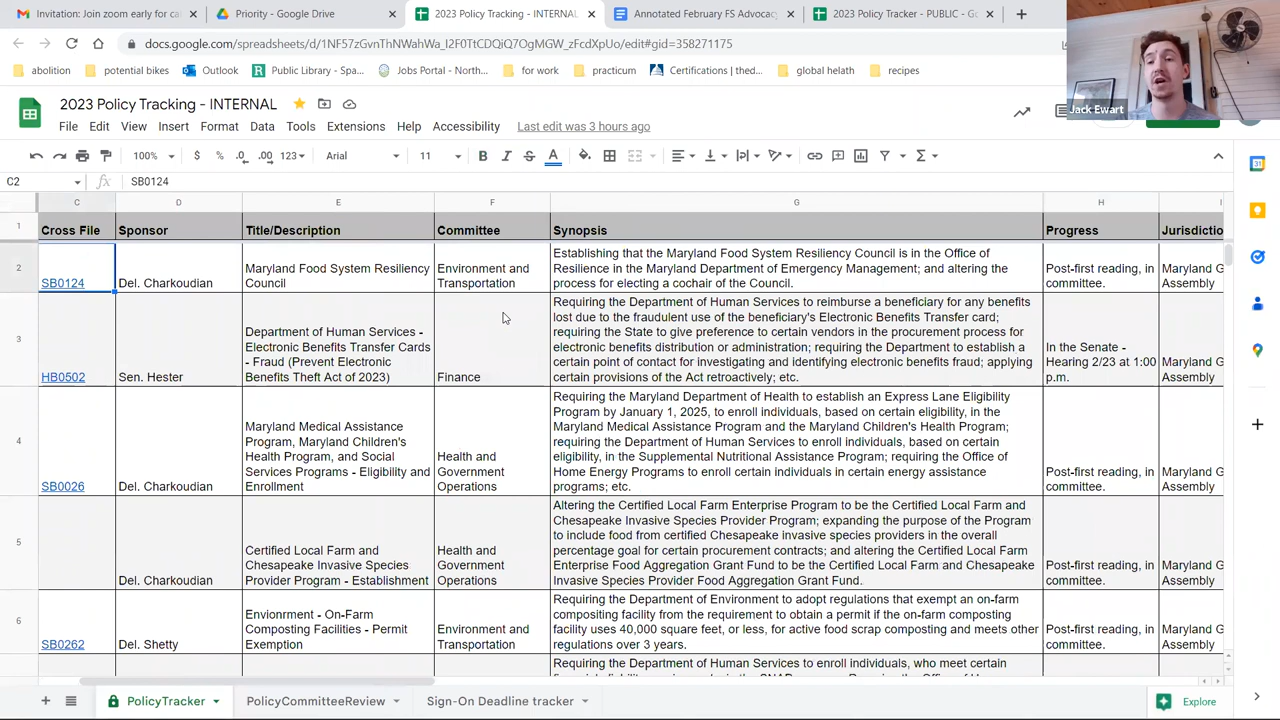 Invitation: Join zoom early for ca
Priority - Google Drive
2023 Policy Tracking - INTERNAL
Annotated February FS Advocac
2023 Policy Tracker - PUBLIC - Go
docs.google.com/spreadsheets/d/1NF57zGvnThNWahWa_I2F0TtCDQiQ7OgMGW_zFcdXpUo/edit#gid=358271175
abolition
potential bikes
Outlook
Public Library - Spa...
Jobs Portal - North...
for work
practicum
Certifications | thed...
global helath
recipes
Jack Ewart
2023 Policy Tracking - INTERNAL
File Edit View Insert Format Data Tools Extensions Help Accessibility Last edit was 3 hours ago
100% $ % .0 .00 123 Arial 11 B I S A
C2 fx SB0124
C D E F G H I
1 Cross File Sponsor Title/Description Committee Synopsis Progress Jurisdictio
2
SB0124
Del. Charkoudian
Maryland Food System Resiliency
Council
Environment and
Transportation
Establishing that the Maryland Food System Resiliency Council is in the Office of
Resilience in the Maryland Department of Emergency Management; and altering the
process for electing a cochair of the Council.
Post-first reading, in
committee.
Maryland G
Assembly
3
HB0502
Sen. Hester
Department of Human Services -
Electronic Benefits Transfer Cards
- Fraud (Prevent Electronic
Benefits Theft Act of 2023)
Finance
Requiring the Department of Human Services to reimburse a beneficiary for any benefits
lost due to the fraudulent use of the beneficiary's Electronic Benefits Transfer card;
requiring the State to give preference to certain vendors in the procurement process for
electronic benefits distribution or administration; requiring the Department to establish a
certain point of contact for investigating and identifying electronic benefits fraud; applying
certain provisions of the Act retroactively; etc.
In the Senate -
Hearing 2/23 at 1:00
p.m.
Maryland G
Assembly
4
SB0026
Del. Charkoudian
Maryland Medical Assistance
Program, Maryland Children's
Health Program, and Social
Services Programs - Eligibility and
Enrollment
Health and
Government
Operations
Requiring the Maryland Department of Health to establish an Express Lane Eligibility
Program by January 1, 2025, to enroll individuals, based on certain eligibility, in the
Maryland Medical Assistance Program and the Maryland Children's Health Program;
requiring the Department of Human Services to enroll individuals, based on certain
eligibility, in the Supplemental Nutritional Assistance Program; requiring the Office of
Home Energy Programs to enroll certain individuals in certain energy assistance
programs; etc.
Post-first reading, in
committee.
Maryland G
Assembly
5
Del. Charkoudian
Certified Local Farm and
Chesapeake Invasive Species
Provider Program - Establishment
Health and
Government
Operations
Altering the Certified Local Farm Enterprise Program to be the Certified Local Farm and
Chesapeake Invasive Species Provider Program; expanding the purpose of the Program
to include food from certified Chesapeake invasive species providers in the overall
percentage goal for certain procurement contracts; and altering the Certified Local Farm
Enterprise Food Aggregation Grant Fund to be the Certified Local Farm and Chesapeake
Invasive Species Provider Food Aggregation Grant Fund.
Post-first reading, in
committee.
Maryland G
Assembly
6
SB0262
Del. Shetty
Envionrment - On-Farm
Composting Facilities - Permit
Exemption
Environment and
Transportation
Requiring the Department of Environment to adopt regulations that exempt an on-farm
compositing facility from the requirement to obtain a permit if the on-farm composting
facility uses 40,000 square feet, or less, for active food scrap composting and meets other
regulations over 3 years.
Post-first reading, in
committee.
Maryland G
Assembly
Requiring the Department of Human Services to enroll individuals, who meet certain
PolicyTracker
PolicyCommitteeReview
Sign-On Deadline tracker
Explore